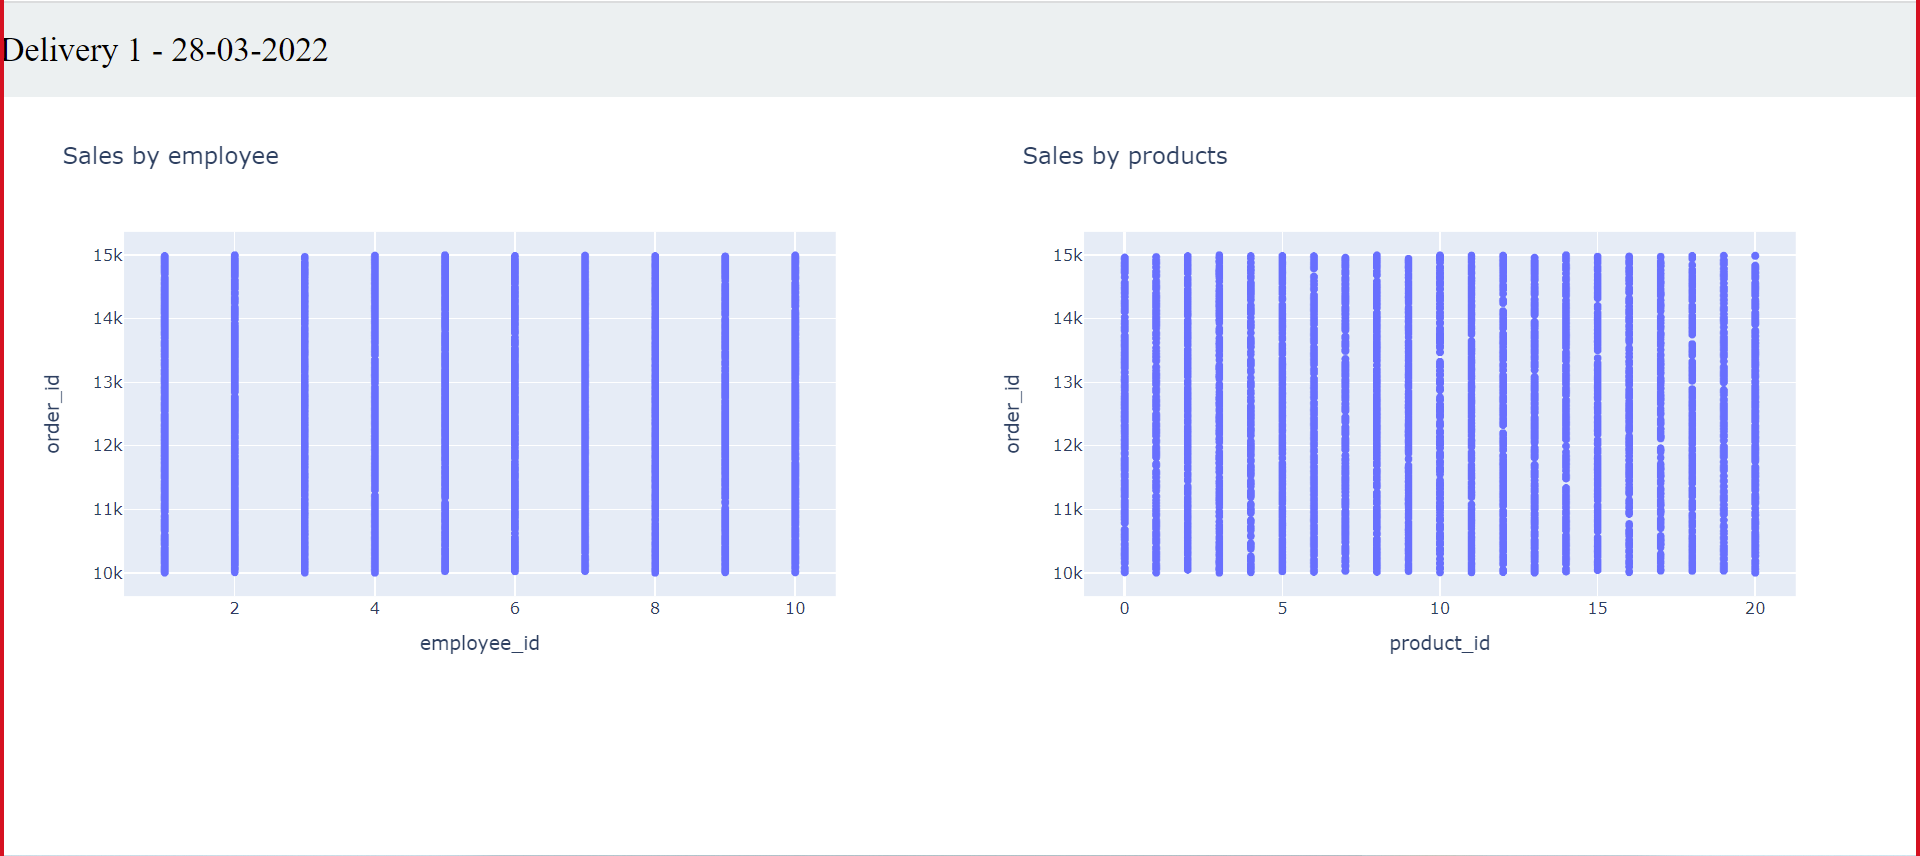 Delivery 1 - 28-03-2022
Sales by employee
15k
14k
13k
12k
11k
10k
order_id
2 4 6 8 10
employee_id
Sales by products
15k
14k
13k
12k
11k
10k
order_id
0 5 10 15 20
product_id